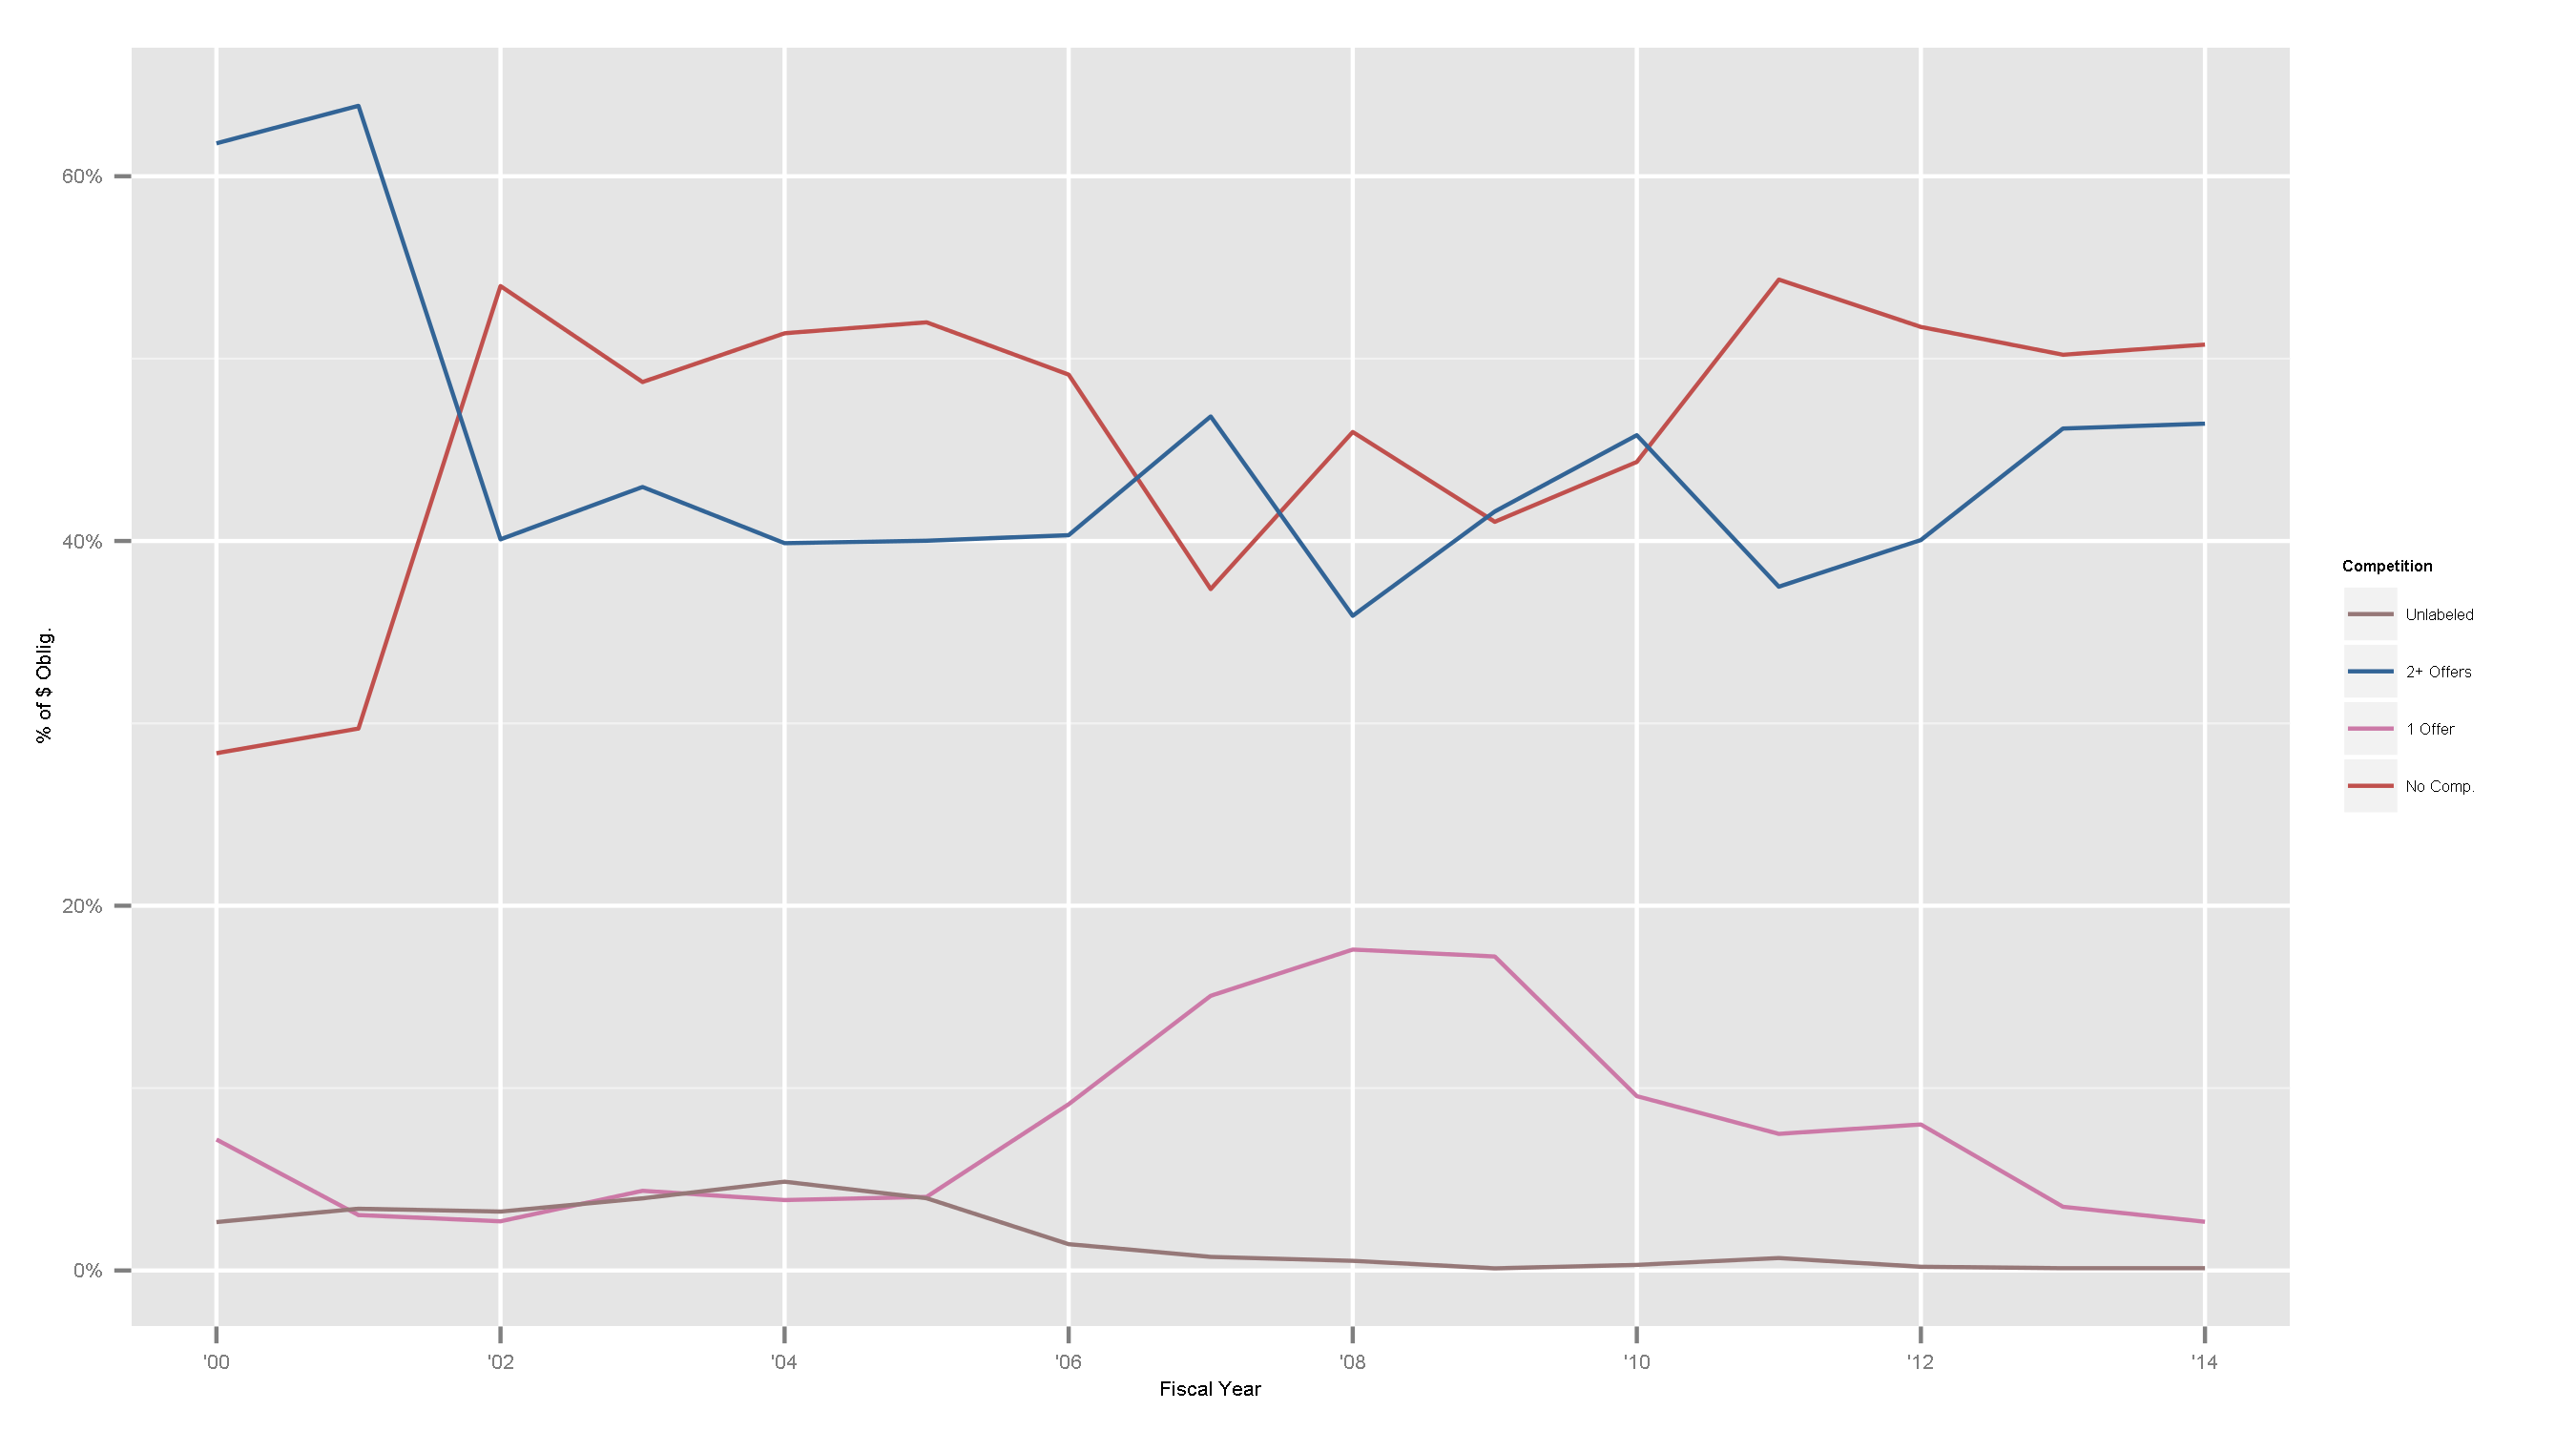 60%
40%
20%
0%
% of $ Oblig.
'00 '02 '04 '06 '08 '10 '12 '14
Fiscal Year
Competition
Unlabeled
2+ Offers
1 Offer
No Comp.